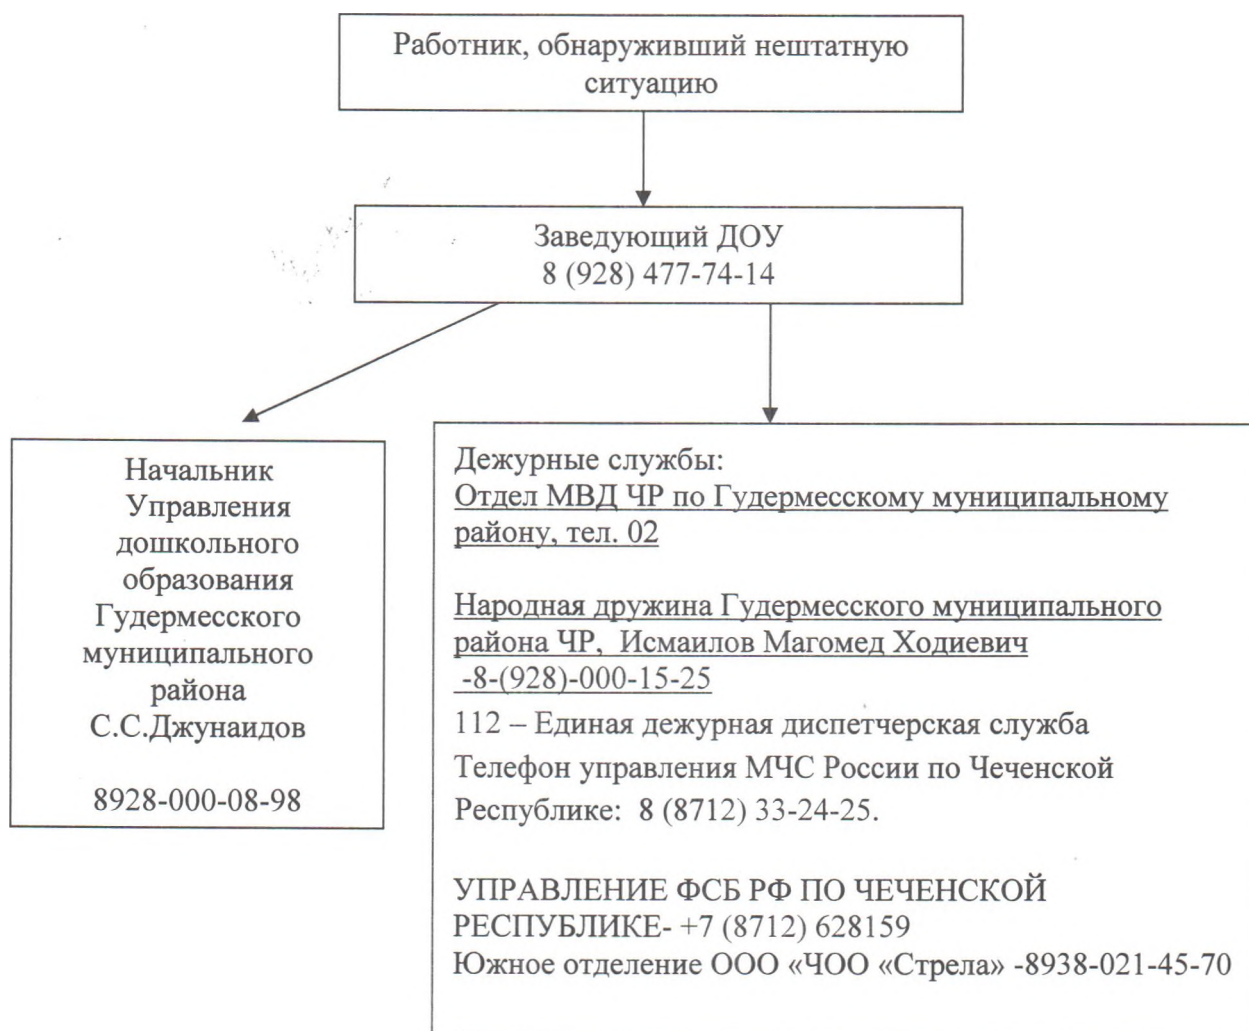 Работник, обнаруживший нештатную
ситуацию
Заведующий ДОУ
8 (928) 477-74-14
Начальник
Управления
дошкольного
образования
Гудермесского
муниципального
района
С.С.Джунаидов
8928-000-08-98
Дежурные службы:
Отдел МВД ЧР по Гудермесскому муниципальному
району, тел. 02
Народная дружина Гудермесского муниципального
района ЧР, Исмаилов Магомед Ходиевич
-8-(928)-000-15-25
112 – Единая дежурная диспетчерская служба
Телефон управления МЧС России по Чеченской
Республике: 8 (8712) 33-24-25.
УПРАВЛЕНИЕ ФСБ РФ ПО ЧЕЧЕНСКОЙ
РЕСПУБЛИКЕ- +7 (8712) 628159
Южное отделение ООО «ЧОО «Стрела» -8938-021-45-70